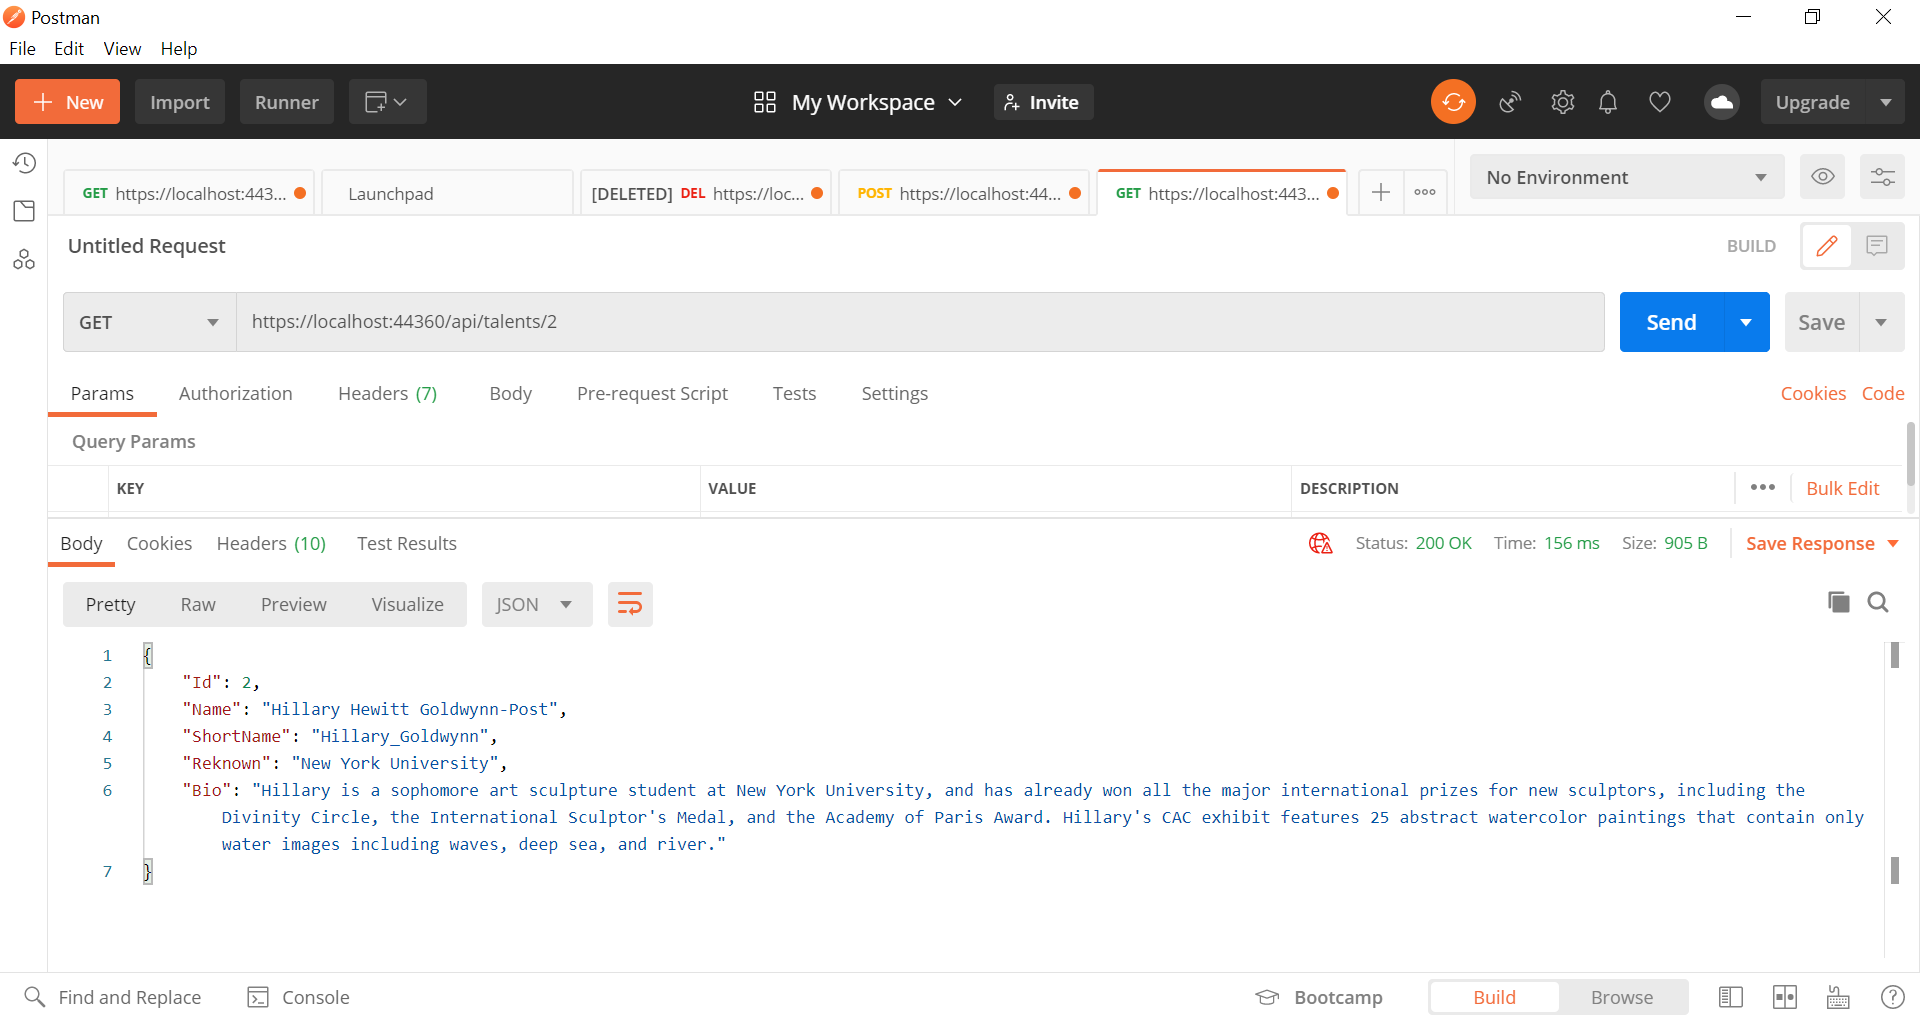 Postman
File Edit View Help
New Import Runner My Workspace Invite Upgrade
GET https://localhost:443... Launchpad [DELETED] DEL https://loc... POST https://localhost:44... GET https://localhost:443... No Environment
Untitled Request BUILD
GET https://localhost:44360/api/talents/2 Send Save
Params Authorization Headers (7) Body Pre-request Script Tests Settings Cookies Code
Query Params
KEY VALUE DESCRIPTION Bulk Edit
Body Cookies Headers (10) Test Results Status: 200 OK Time: 156 ms Size: 905 B Save Response
Pretty Raw Preview Visualize JSON
1 {
2 "Id": 2,
3 "Name": "Hillary Hewitt Goldwynn-Post",
4 "ShortName": "Hillary_Goldwynn",
5 "Reknown": "New York University",
6 "Bio": "Hillary is a sophomore art sculpture student at New York University, and has already won all the major international prizes for new sculptors, including the
Divinity Circle, the International Sculptor's Medal, and the Academy of Paris Award. Hillary's CAC exhibit features 25 abstract watercolor paintings that contain only
water images including waves, deep sea, and river."
7 }
Find and Replace Console Bootcamp Build Browse